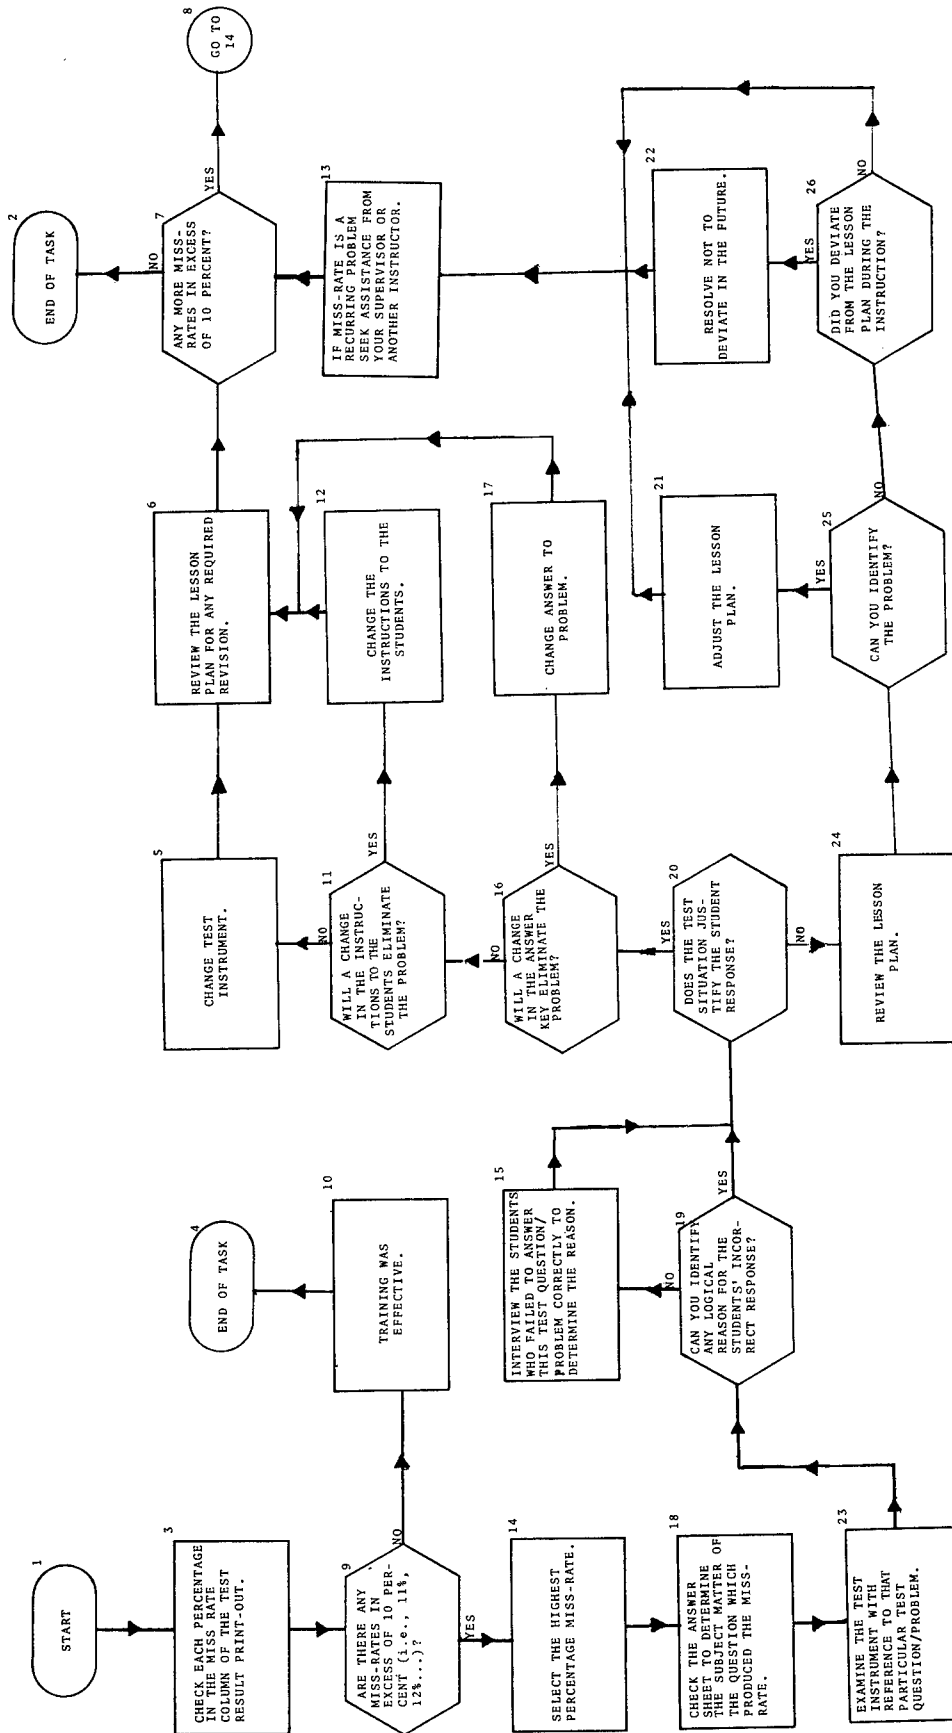 1
START
3
CHECK EACH PERCENTAGE
IN THE MISS RATE
COLUMN OF THE TEST
RESULT PRINT-OUT.
9
ARE THERE ANY
MISS-RATES IN
EXCESS OF 10 PER-
CENT (i.e., 11%,
12%...)?
NO
YES
14
SELECT THE HIGHEST
PERCENTAGE MISS-RATE.
18
CHECK THE ANSWER
SHEET TO DETERMINE
THE SUBJECT MATTER OF
THE QUESTION WHICH
PRODUCED THE MISS-
RATE.
23
EXAMINE THE TEST
INSTRUMENT WITH
REFERENCE TO THAT
PARTICULAR TEST
QUESTION/PROBLEM.
4
END OF TASK
10
TRAINING WAS
EFFECTIVE.
15
INTERVIEW THE STUDENTS
WHO FAILED TO ANSWER
THIS TEST QUESTION/
PROBLEM CORRECTLY TO
DETERMINE THE REASON.
NO
19
CAN YOU IDENTIFY
ANY LOGICAL
REASON FOR THE
STUDENTS' INCOR-
RECT RESPONSE?
YES
5
CHANGE TEST
INSTRUMENT.
NO
11
WILL A CHANGE
IN THE INSTRUC-
TIONS TO THE
STUDENTS ELIMINATE
THE PROBLEM?
YES
NO
16
WILL A CHANGE
IN THE ANSWER
KEY ELIMINATE THE
PROBLEM?
YES
YES
20
DOES THE TEST
SITUATION JUS-
TIFY THE STUDENT
RESPONSE?
NO
24
REVIEW THE LESSON
PLAN.
6
REVIEW THE LESSON
PLAN FOR ANY REQUIRED
REVISION.
12
CHANGE THE
INSTRUCTIONS TO THE
STUDENTS.
17
CHANGE ANSWER TO
PROBLEM.
21
ADJUST THE LESSON
PLAN.
YES
25
CAN YOU IDENTIFY
THE PROBLEM?
NO
2
END OF TASK
NO
7
ANY MORE MISS-
RATES IN EXCESS
OF 10 PERCENT?
YES
8
GO TO
14
13
IF MISS-RATE IS A
RECURRING PROBLEM
SEEK ASSISTANCE FROM
YOUR SUPERVISOR OR
ANOTHER INSTRUCTOR.
22
RESOLVE NOT TO
DEVIATE IN THE FUTURE.
YES
26
DID YOU DEVIATE
FROM THE LESSON
PLAN DURING THE
INSTRUCTION?
NO